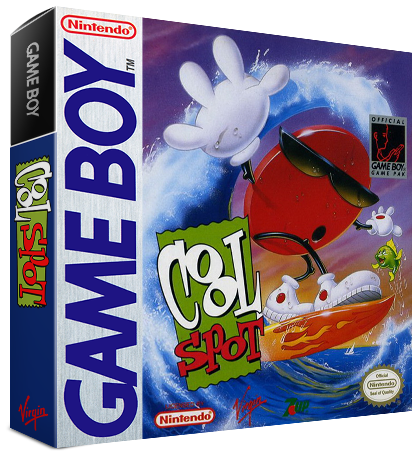 GAME BOY
COOL
SPOT
Virgin
Nintendo
GAME BOY
TM
OFFICIAL
GAME BOY
GAME PAK
COOL
SPOT
Nintendo
Virgin
7up
Official
Nintendo
Seal of Quality